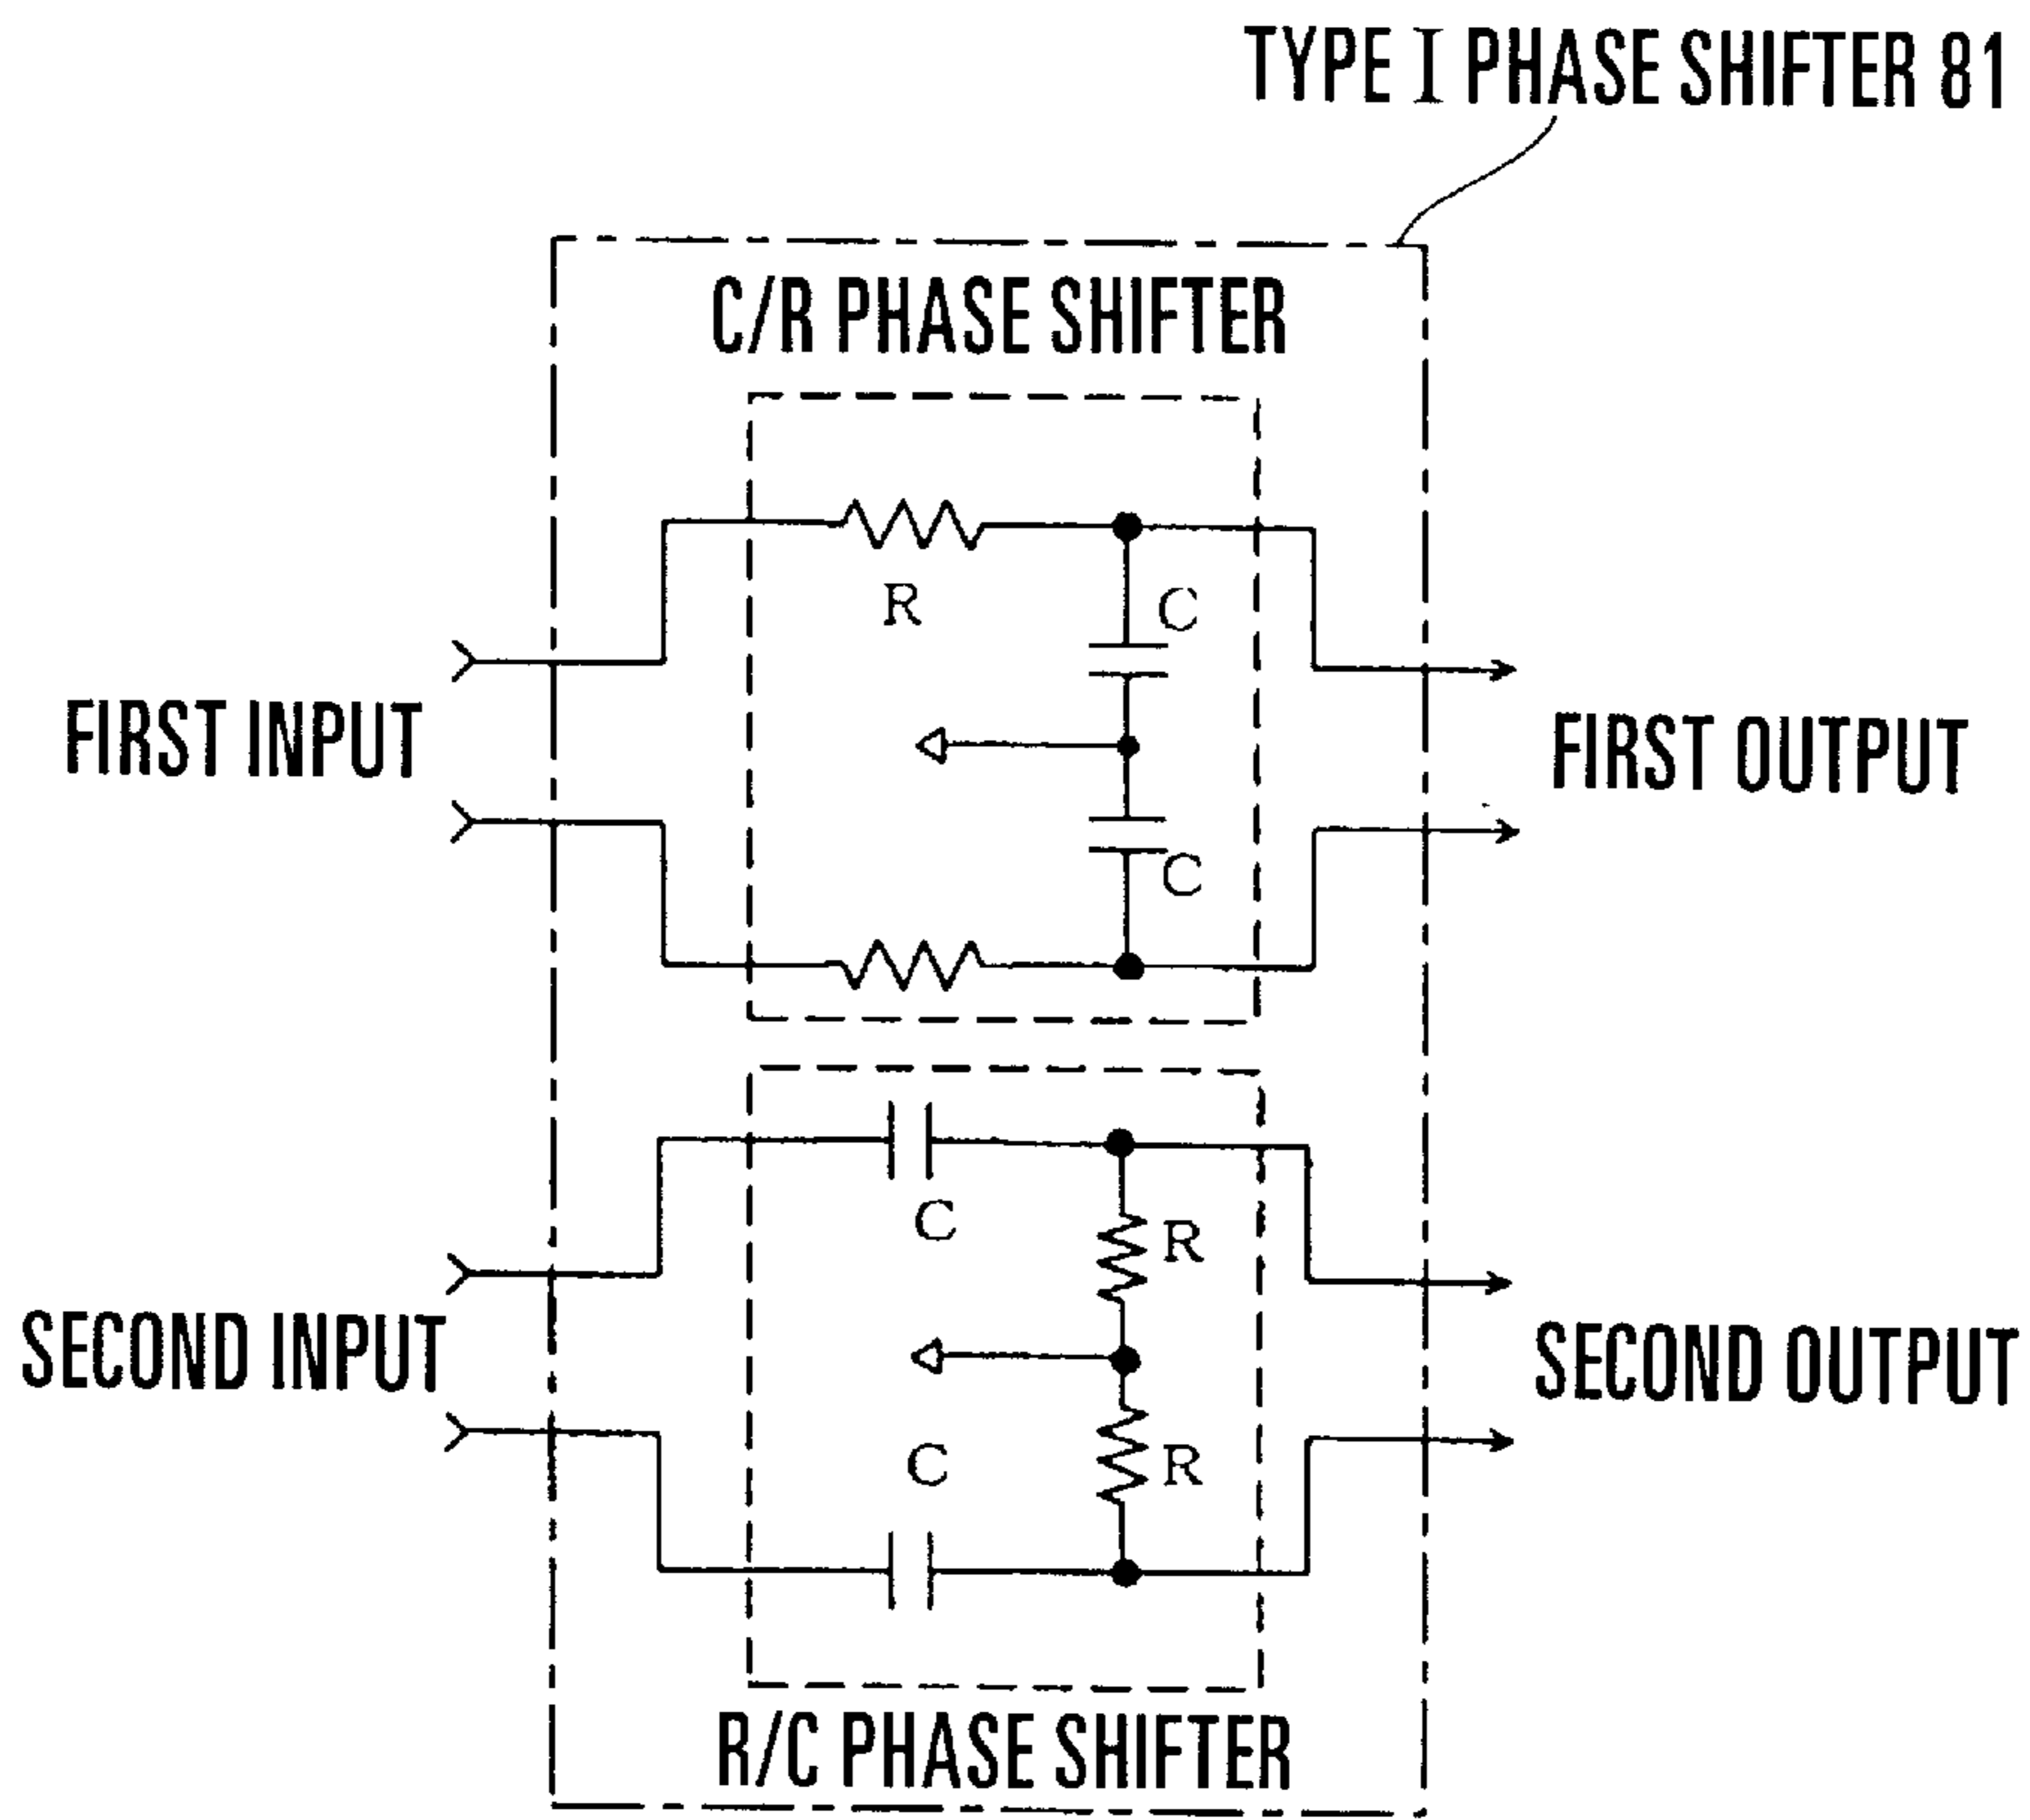 TYPE I PHASE SHIFTER 81
C/R PHASE SHIFTER
R
C
FIRST INPUT
FIRST OUTPUT
C
C
R
SECOND INPUT
SECOND OUTPUT
C
R
R/C PHASE SHIFTER